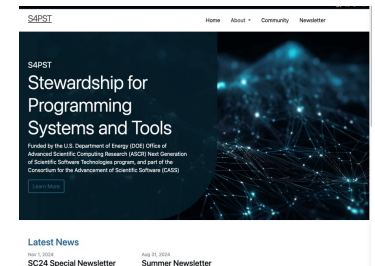 S4PST
Home About Community Newsletter
S4PST
Stewardship for
Programming
Systems and Tools
Funded by the U.S. Department of Energy (DOE) Office of
Advanced Scientific Computing Research (ASCR) Next Generation
of Scientific Software Technologies program, and part of the
Consortium for the Advancement of Scientific Software (CASS)
Learn More
Latest News
Nov 1, 2024 Aug 31, 2024
SC24 Special Newsletter Summer Newsletter